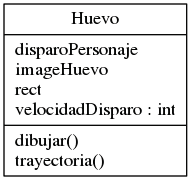 Huevo
disparoPersonaje
imageHuevo
rect
velocidadDisparo : int
dibujar()
trayectoria()